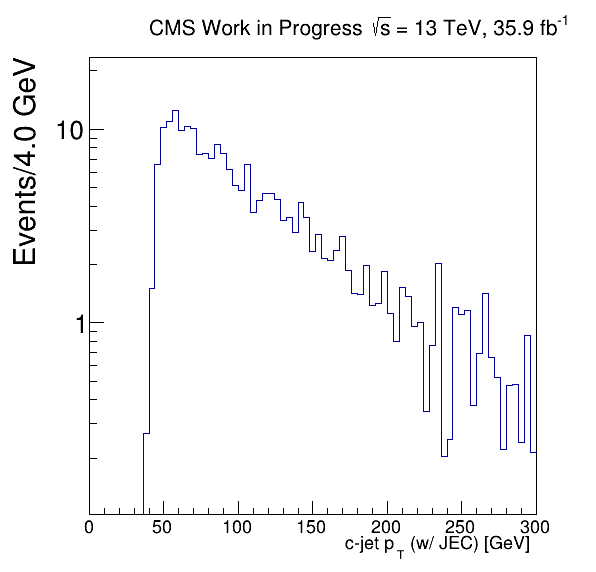 CMS Work in Progress √s = 13 TeV, 35.9 fb⁻¹
Events/4.0 GeV
10
1
0 50 100 150 200 250 300
c-jet p_T (w/ JEC) [GeV]